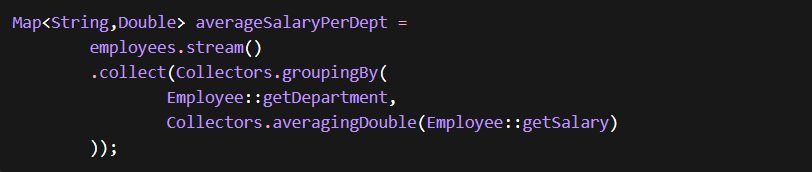 Map<String,Double> averageSalaryPerDept =
        employees.stream()
        .collect(Collectors.groupingBy(
                Employee::getDepartment,
                Collectors.averagingDouble(Employee::getSalary)
        ));